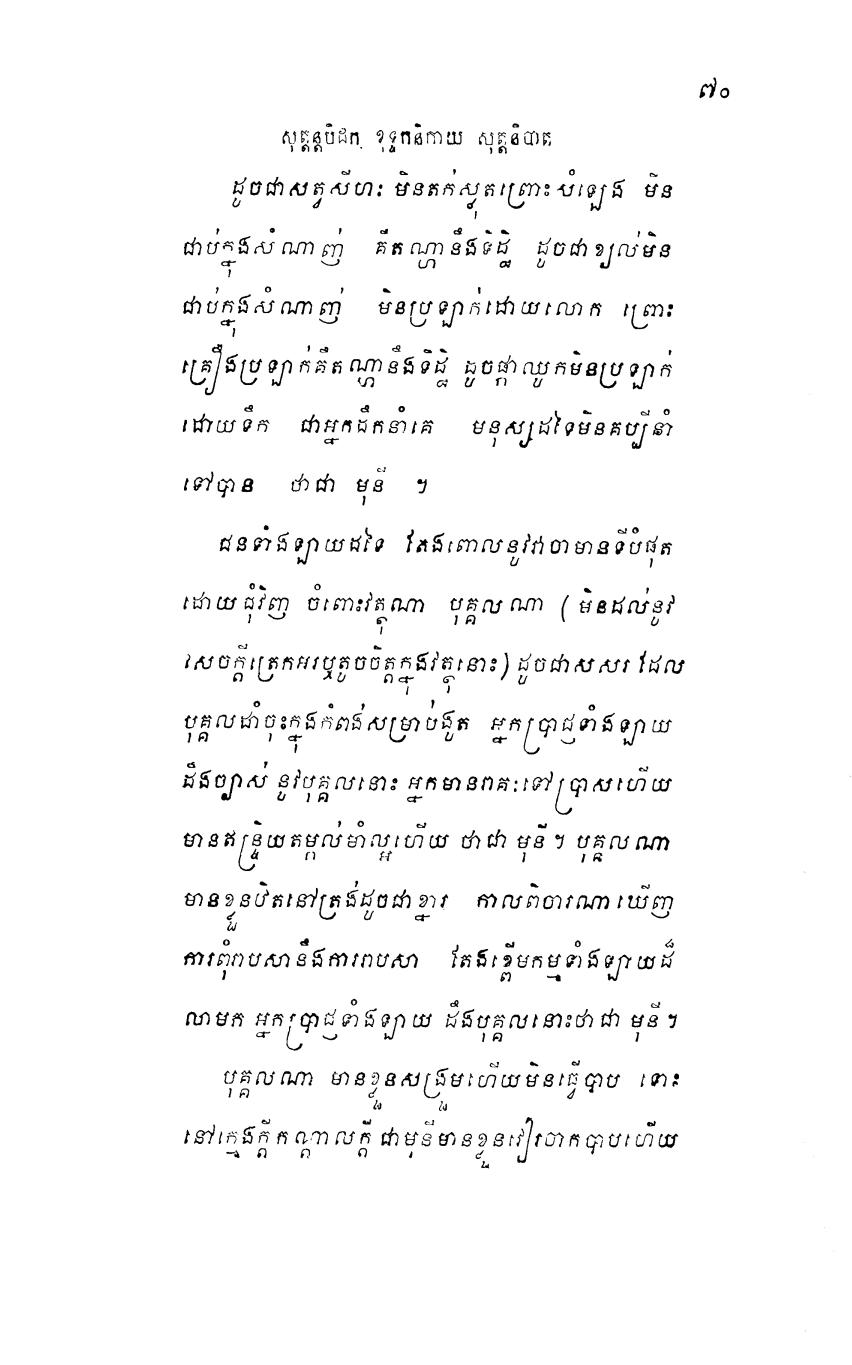 ៧០
សុត្តន្តបិដក ខុទ្ទកនិកាយ សុត្តនិបាត
ដូចជាសត្វសីហៈ មិនតក់ស្លុតព្រោះសំឡេង មិន
ជាប់ក្នុងសំណាញ់ គឺតណ្ហានឹងទិដ្ឋិ ដូចជាខ្យល់មិន
ជាប់ក្នុងសំណាញ់ មិនប្រឡាក់ដោយលោក ព្រោះ
គ្រឿងប្រឡាក់គឺតណ្ហានឹងទិដ្ឋិ ដូចផ្កាឈូកមិនប្រឡាក់
ដោយទឹក ជាអ្នកដឹកនាំគេ មនុស្សដទៃមិនគប្បីនាំ
ទៅបាន ថាជា មុនី ។
ជនទាំងឡាយដទៃ តែងពោលនូវវាចាមានទីបំផុត
ដោយជុំវិញ ចំពោះវត្ថុណា បុគ្គលណា (មិនដល់នូវ
សេចក្តីត្រេកអរឬតូចចិត្តក្នុងវត្ថុនោះ) ដូចជាសសរ ដែល
បុគ្គលដាំចុះក្នុងកំពង់សម្រាប់ងូត អ្នកប្រាជ្ញទាំងឡាយ
ដឹងច្បាស់ នូវបុគ្គលនោះ អ្នកមានរាគៈទៅប្រាសហើយ
មានឥន្ទ្រិយតម្កល់មាំល្អហើយ ថាជា មុនី។ បុគ្គលណា
មានខ្លួនឋិតនៅត្រង់ដូចជាខ្នារ កាលពិចារណាឃើញ
ការពុំរាបសានឹងការរាបសា តែងខ្ពើមកម្មទាំងឡាយដ៏
លាមក អ្នកប្រាជ្ញទាំងឡាយ ដឹងបុគ្គលនោះថាជា មុនី។
បុគ្គលណា មានខ្លួនសង្រួមហើយមិនធ្វើបាប ទោះ
នៅក្មេងក្តីកណ្តាលក្តី ជាមុនីមានខ្លួនវៀរចាកបាបហើយ